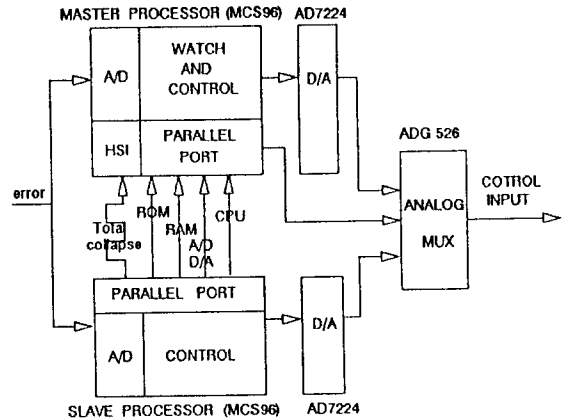 MASTER PROCESSOR (MCS96) AD7224
A/D
WATCH
AND
CONTROL
D/A
HSI
PARALLEL
PORT
ADG 526
error
ANALOG
MUX
COTROL
INPUT
Total
collapse
ROM
RAM
A/D
D/A
CPU
PARALLEL PORT
A/D
CONTROL
D/A
SLAVE PROCESSOR (MCS96) AD7224